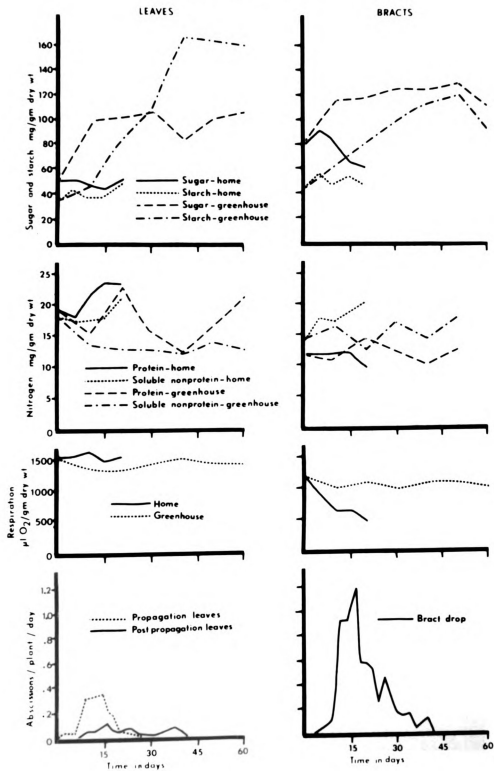 LEAVES
BRACTS
Sugar and starch mg/gm dry wt
160
140
120
100
80
60
40
20
0
Sugar-home
Starch-home
Sugar-greenhouse
Starch-greenhouse
Nitrogen mg/gm dry wt
25
20
15
10
5
0
Protein-home
Soluble nonprotein-home
Protein-greenhouse
Soluble nonprotein-greenhouse
Respiration
µl O2/gm dry wt
1500
1000
500
0
Home
Greenhouse
Abscissions/plant/day
1.2
1.0
.8
.6
.4
.2
0
Propagation leaves
Post propagation leaves
Bract drop
15
30
45
60
15
30
45
60
Time in days
Time in days